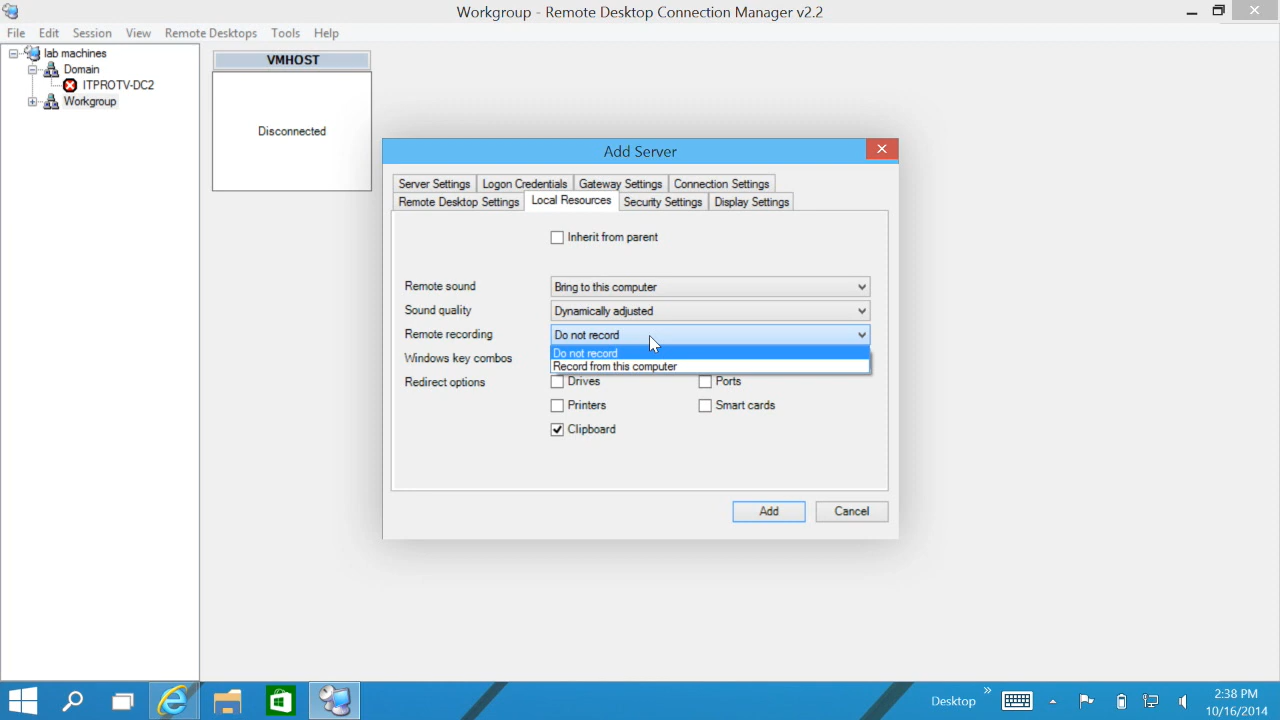 Workgroup - Remote Desktop Connection Manager v2.2
File Edit Session View Remote Desktops Tools Help
lab machines
Domain
ITPROTV-DC2
Workgroup
VMHOST
Disconnected
Add Server
Server Settings Logon Credentials Gateway Settings Connection Settings
Remote Desktop Settings Local Resources Security Settings Display Settings
Inherit from parent
Remote sound Bring to this computer
Sound quality Dynamically adjusted
Remote recording Do not record
Do not record
Windows key combos
Record from this computer
Redirect options Drives Ports
Printers Smart cards
Clipboard
Add Cancel
Desktop »
2:38 PM
10/16/2014